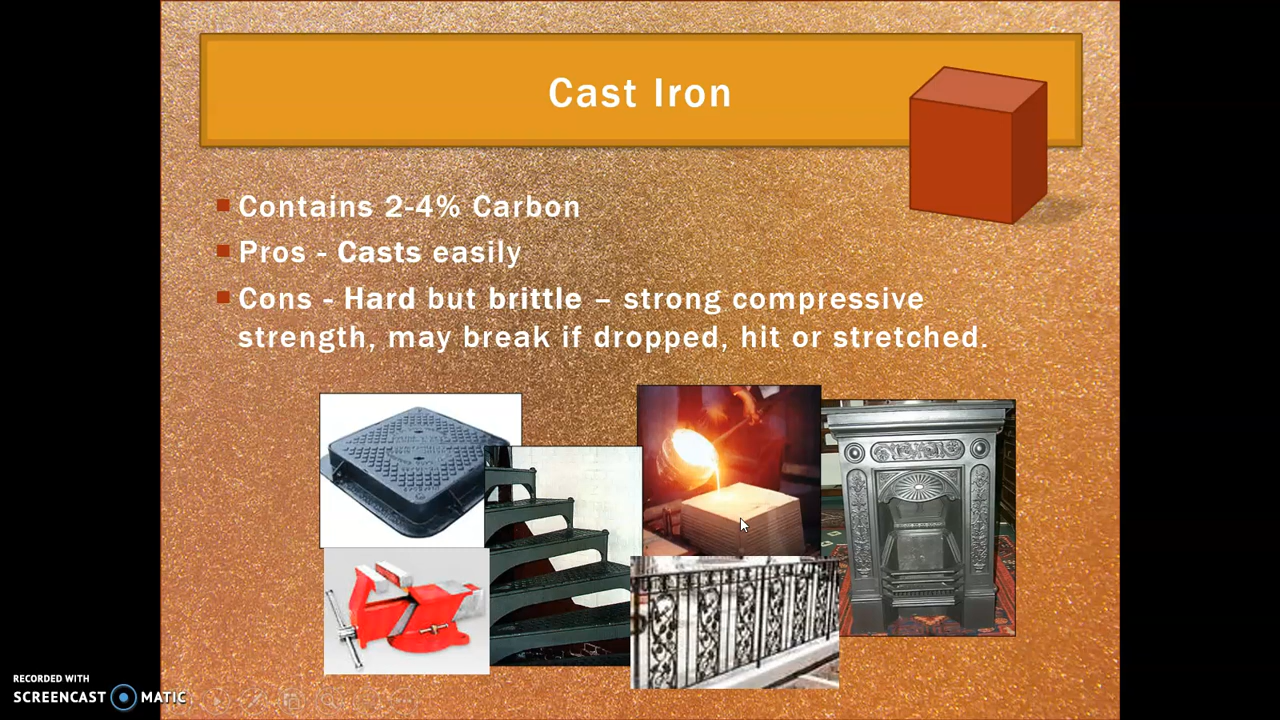 Cast Iron
Contains 2-4% Carbon
Pros - Casts easily
Cons - Hard but brittle – strong compressive
strength, may break if dropped, hit or stretched.
RECORDED WITH
SCREENCAST MATIC